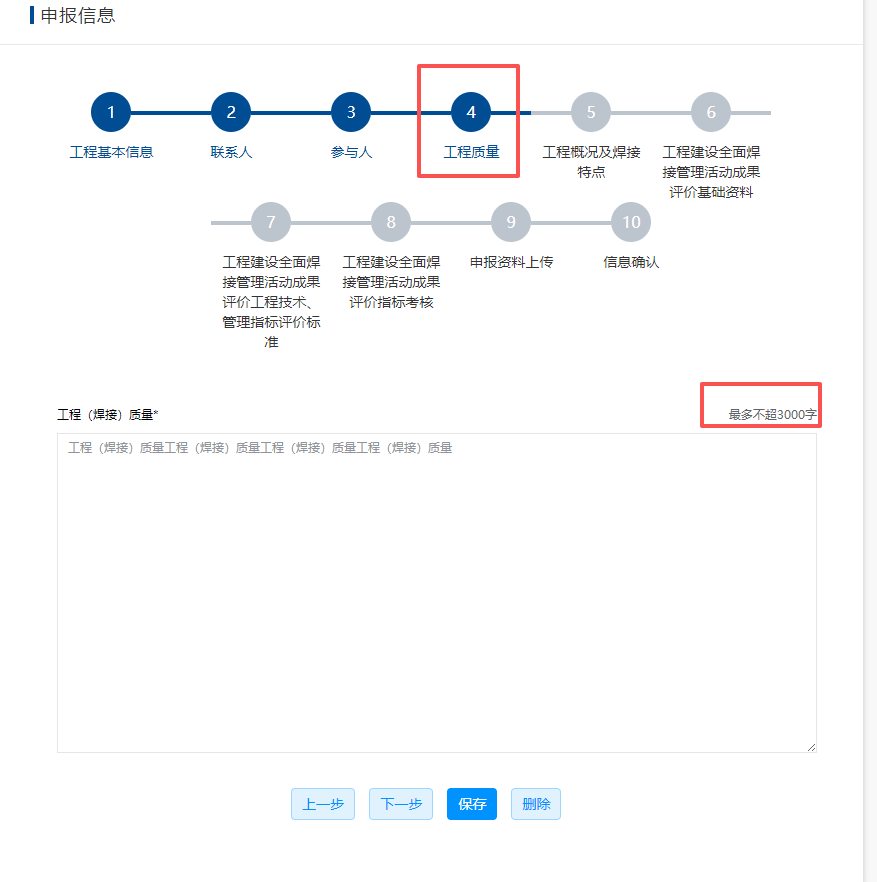 申报信息
1 2 3 4 5 6
工程基本信息 联系人 参与人 工程质量 工程概况及焊接 工程建设全面焊
特点 接管理活动成果
评价基础资料
7 8 9 10
工程建设全面焊 工程建设全面焊 申报资料上传 信息确认
接管理活动成果 接管理活动成果
评价工程技术、 评价指标考核
管理指标评价标
准
工程（焊接）质量* 最多不超3000字
工程（焊接）质量工程（焊接）质量工程（焊接）质量工程（焊接）质量
上一步 下一步 保存 删除